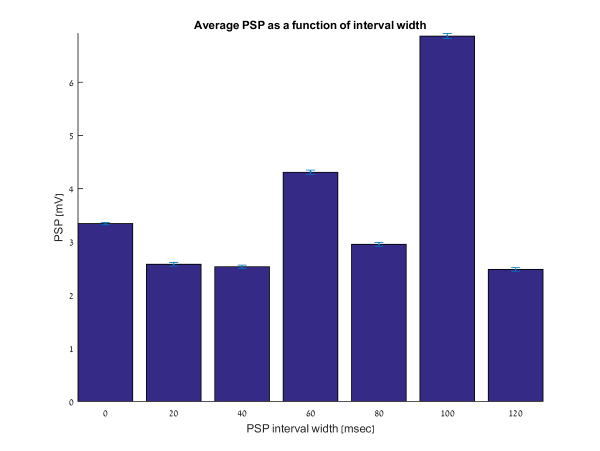 Average PSP as a function of interval width
6
5
4
3
2
1
0
PSP [mV]
0 20 40 60 80 100 120
PSP interval width [msec]